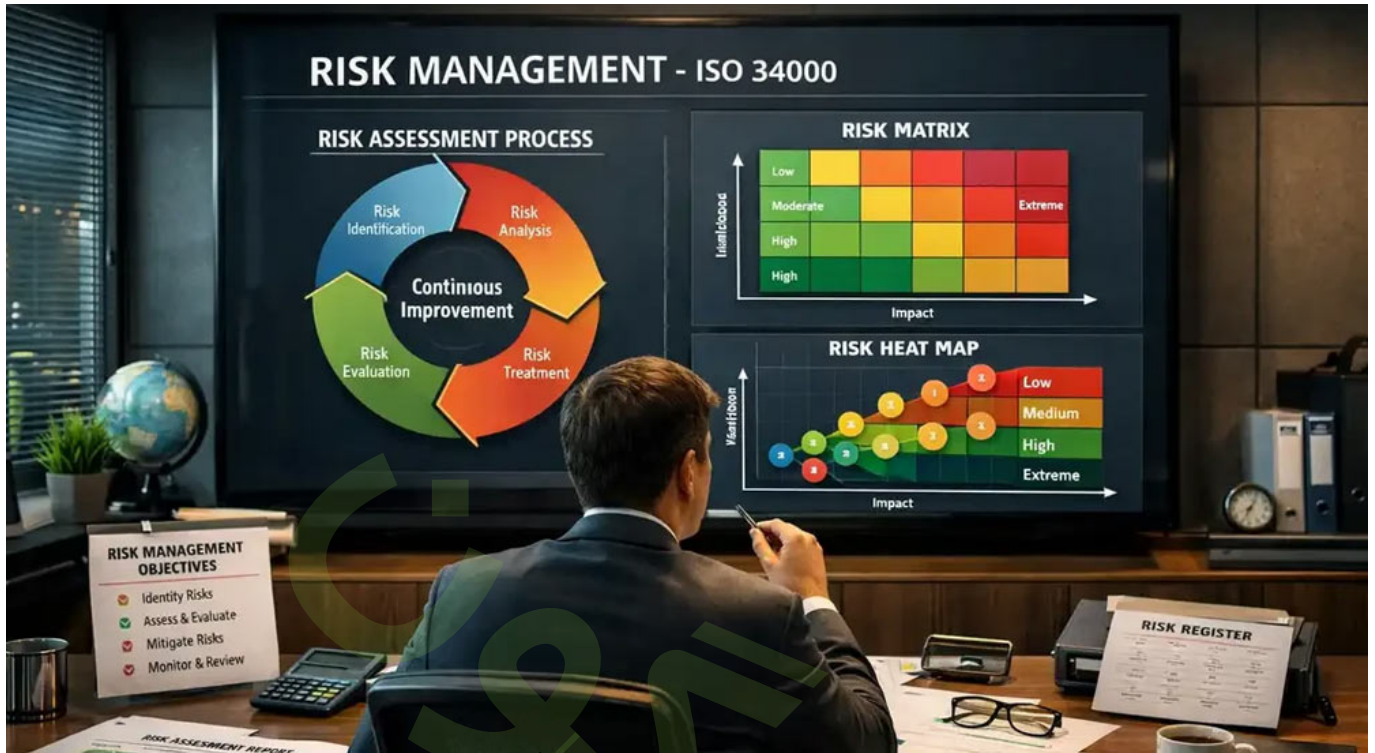 RISK MANAGEMENT - ISO 34000
RISK ASSESSMENT PROCESS
Risk
Identification
Risk
Analysis
Continious
Improvement
Risk
Evaluation
Risk
Treatment
RISK MATRIX
Low
Moderate
Extreme
High
High
Impact
RISK HEAT MAP
Low
Medium
High
Extreme
Impact
RISK MANAGEMENT
OBJECTIVES
Identity Risks
Assess & Evaluate
Mitigate Risks
Monitor & Review
RISK REGISTER
RISK ASSESMENT REPORT